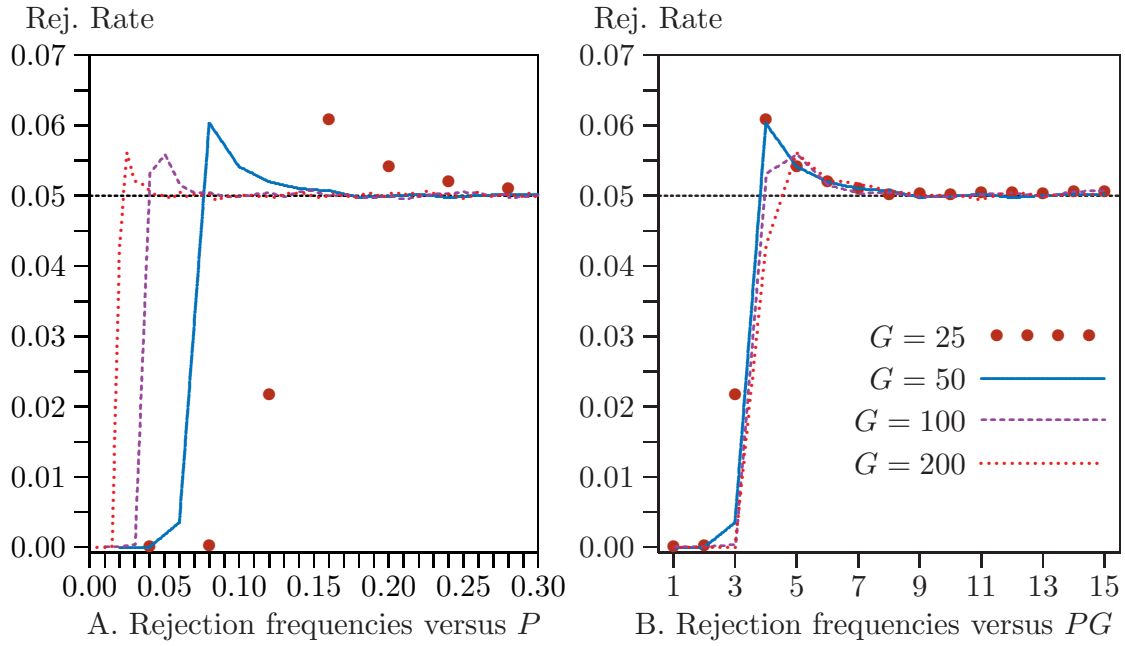 Rej. Rate
0.07
0.06
0.05
0.04
0.03
0.02
0.01
0.00
0.00 0.05 0.10 0.15 0.20 0.25 0.30
A. Rejection frequencies versus P
Rej. Rate
0.07
0.06
0.05
0.04
0.03
0.02
0.01
0.00
G = 25
G = 50
G = 100
G = 200
1 3 5 7 9 11 13 15
B. Rejection frequencies versus PG